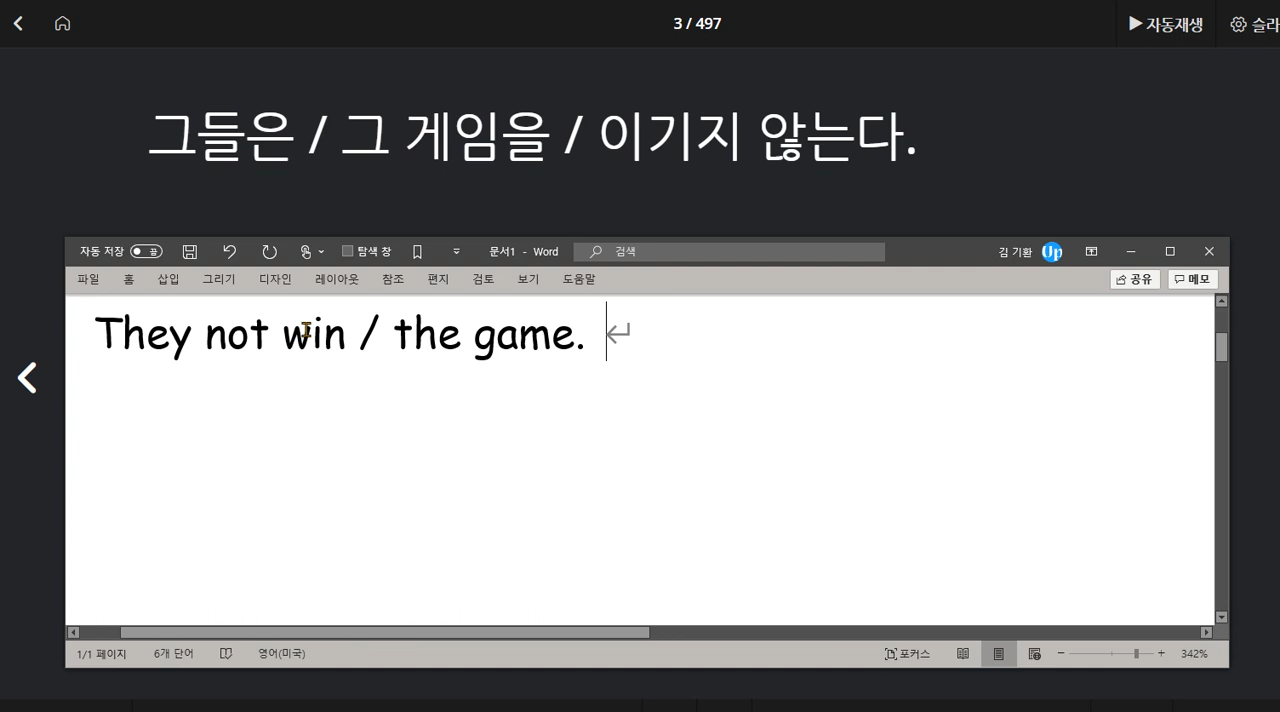 3 / 497
자동재생
슬라
그들은 / 그 게임을 / 이기지 않는다.
자동 저장 끔
탐색 창
문서1 - Word
검색
김 기환
Up
파일 홈 삽입 그리기 디자인 레이아웃 참조 편지 검토 보기 도움말
공유 메모
They not win / the game.
1/1 페이지 6개 단어 영어(미국) 포커스 342%